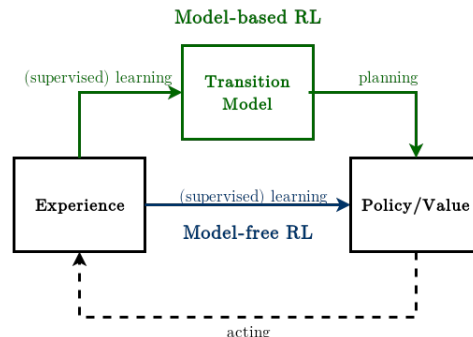 Model-based RL
(supervised) learning
Transition
Model
planning
Experience
(supervised) learning
Model-free RL
Policy/Value
acting